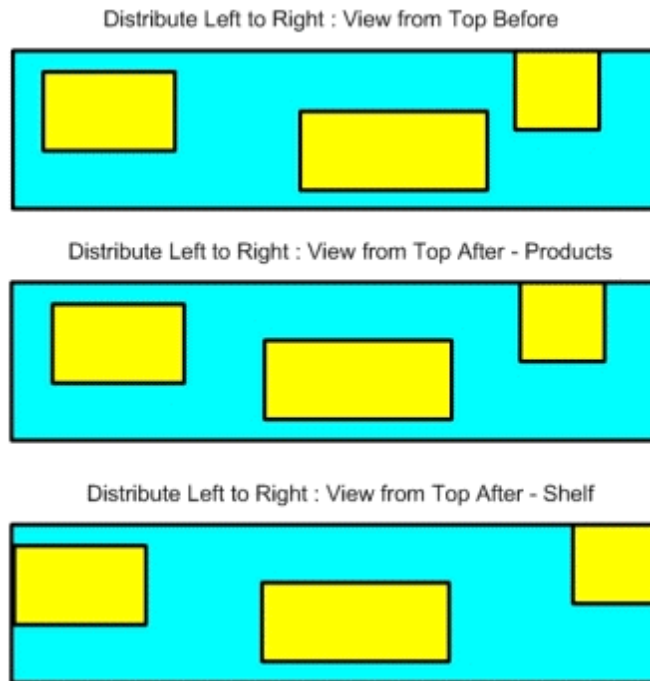 Distribute Left to Right : View from Top Before
Distribute Left to Right : View from Top After - Products
Distribute Left to Right : View from Top After - Shelf